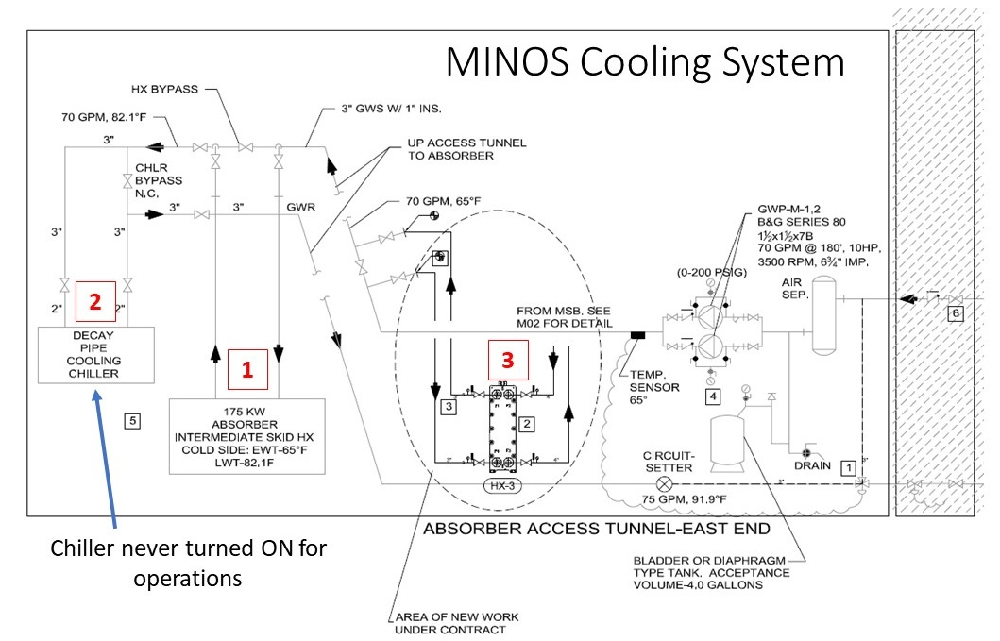 MINOS Cooling System
HX BYPASS
70 GPM, 82.1°F
3" GWS W/ 1" INS.
3"
UP ACCESS TUNNEL
TO ABSORBER
CHLR
BYPASS
N.C.
3"
3"
GWR
70 GPM, 65°F
GWP-M-1,2
B&G SERIES 80
1½x1½x7B
70 GPM @ 180', 10HP,
3500 RPM, 6¾" IMP.
3"
3"
(0-200 PSIG)
AIR
SEP.
2"
2
2"
FROM MSB. SEE
M02 FOR DETAIL
6
DECAY
PIPE
COOLING
CHILLER
1
3
TEMP.
SENSOR
65°
4
3
2
5
175 KW
ABSORBER
INTERMEDIATE SKID HX
COLD SIDE: EWT-65°F
LWT-82.1F
3"
4"
HX-3
CIRCUIT-
SETTER
DRAIN
1
3"
3"
75 GPM, 91.9°F
ABSORBER ACCESS TUNNEL-EAST END
Chiller never turned ON for
operations
BLADDER OR DIAPHRAGM
TYPE TANK. ACCEPTANCE
VOLUME-4.0 GALLONS
AREA OF NEW WORK
UNDER CONTRACT